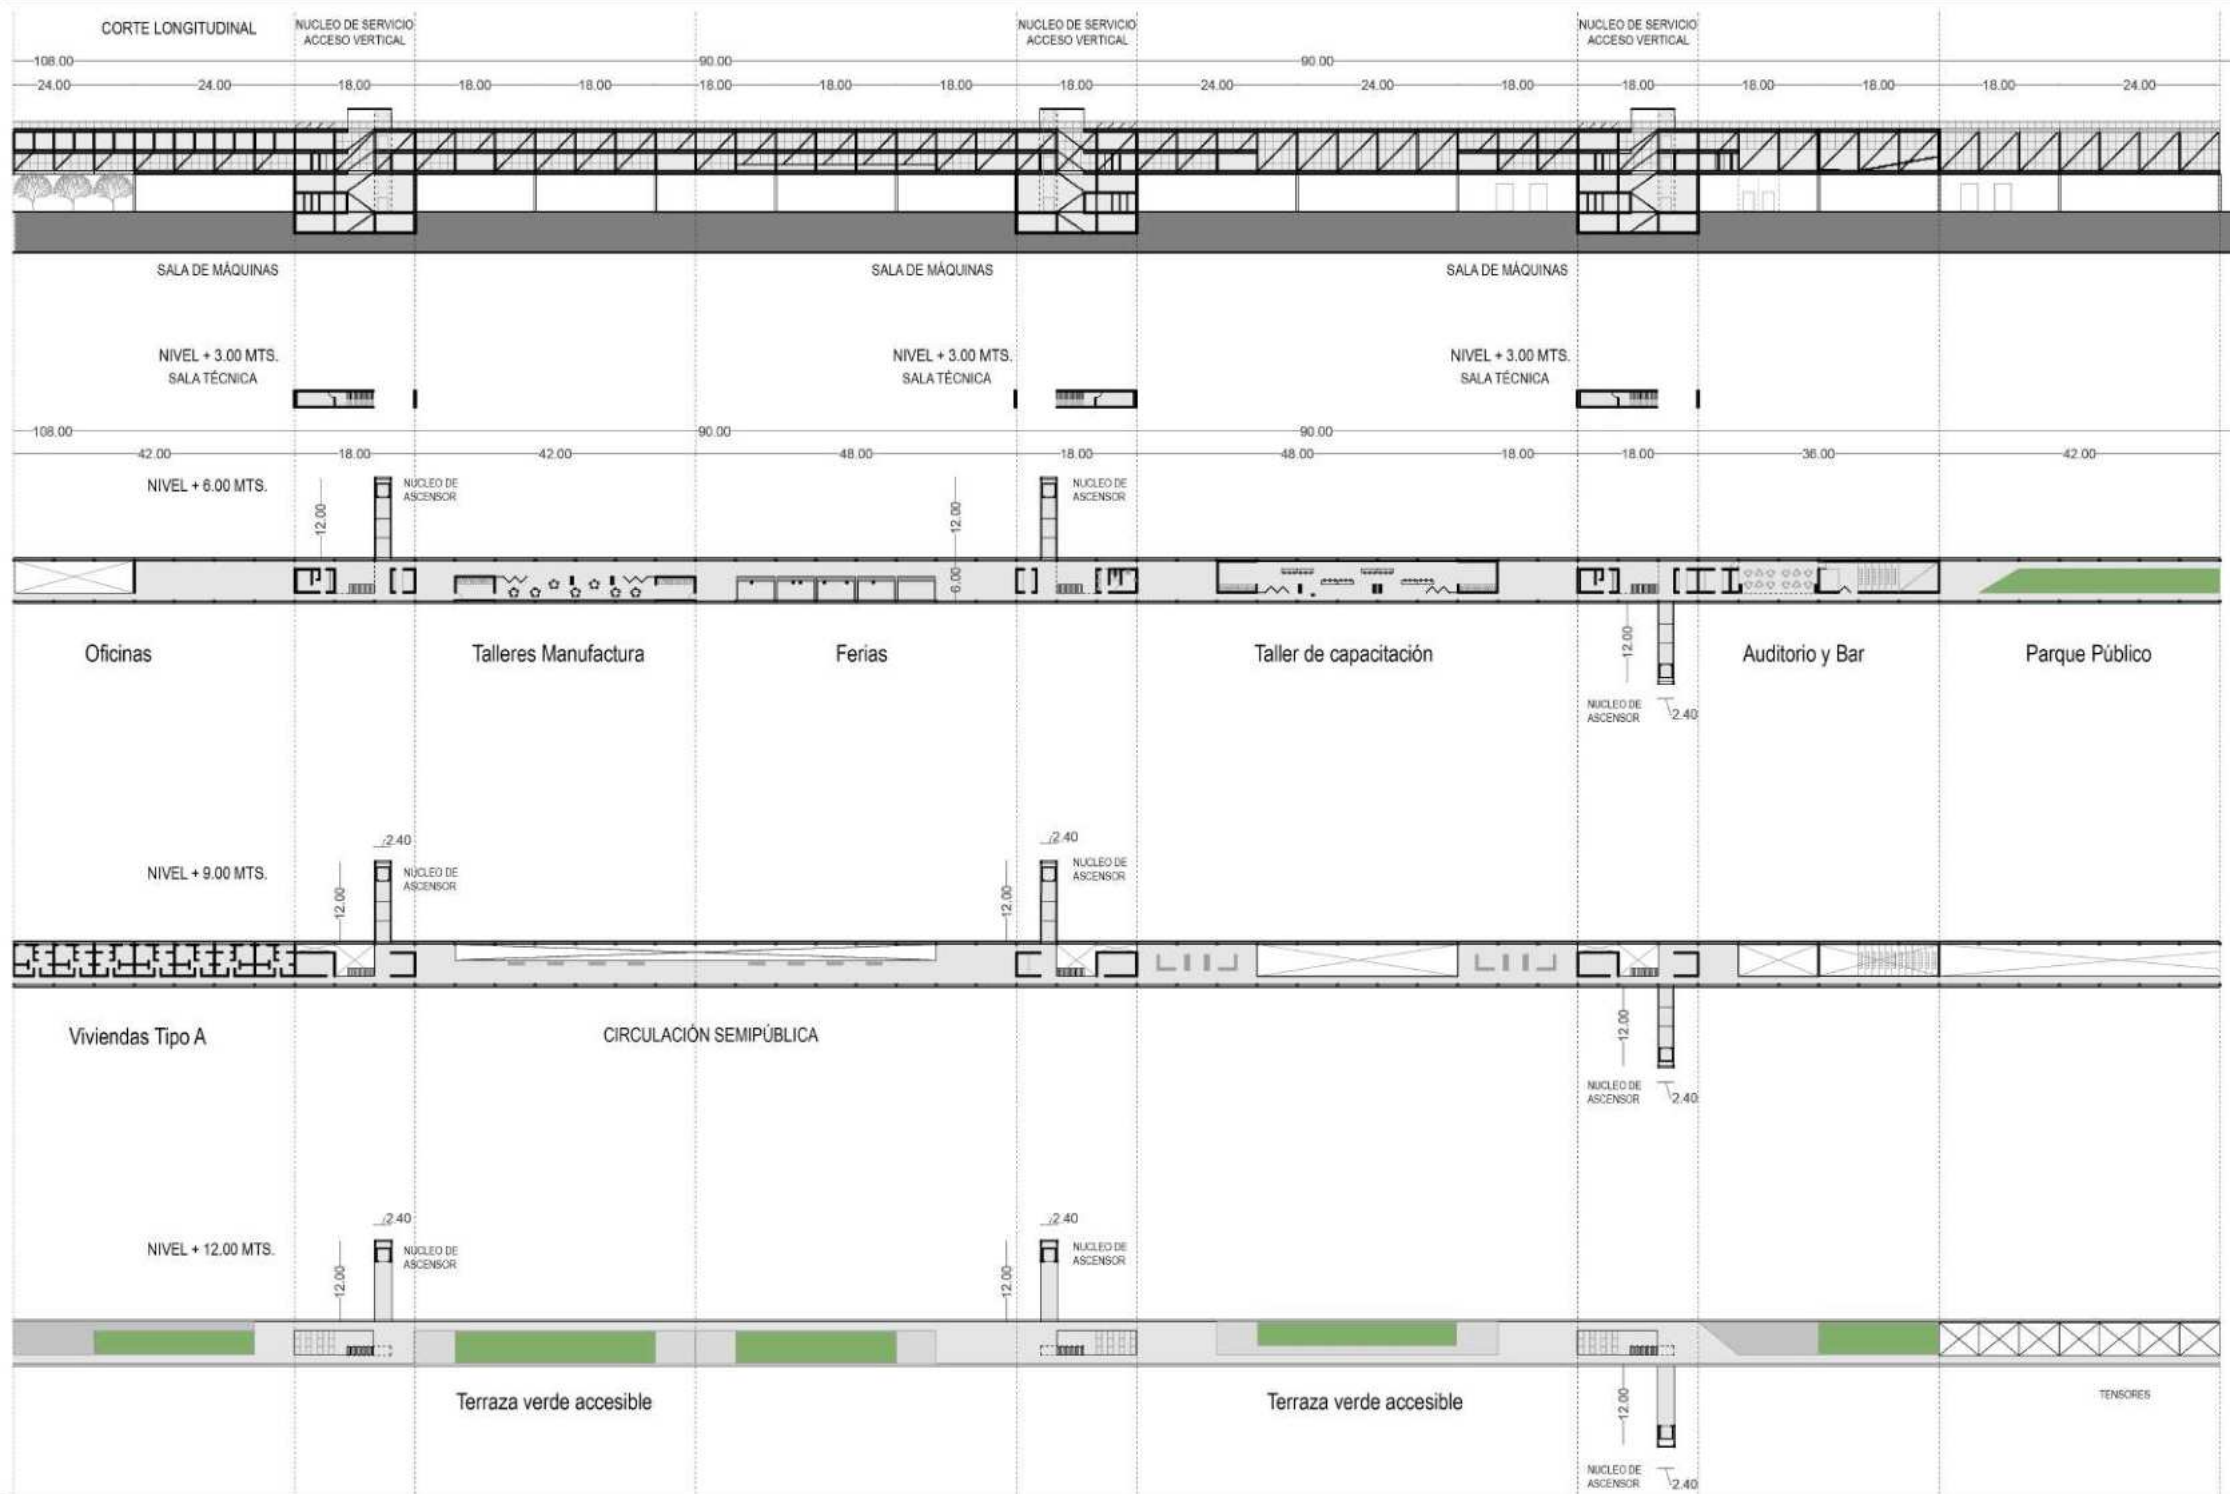 CORTE LONGITUDINAL
NUCLEO DE SERVICIO
ACCESO VERTICAL
NUCLEO DE SERVICIO
ACCESO VERTICAL
NUCLEO DE SERVICIO
ACCESO VERTICAL
108.00 90.00 90.00
24.00 24.00 18.00 18.00 18.00 18.00 18.00 18.00 18.00 24.00 24.00 18.00 18.00 18.00 18.00 18.00 24.00
SALA DE MÁQUINAS SALA DE MÁQUINAS SALA DE MÁQUINAS
NIVEL + 3.00 MTS. NIVEL + 3.00 MTS. NIVEL + 3.00 MTS.
SALA TÉCNICA SALA TÉCNICA SALA TÉCNICA
108.00 90.00 90.00
42.00 18.00 42.00 48.00 18.00 48.00 18.00 18.00 36.00 42.00
NIVEL + 6.00 MTS.
12.00
NUCLEO DE
ASCENSOR
12.00
6.00
NUCLEO DE
ASCENSOR
Oficinas Talleres Manufactura Ferias Taller de capacitación
12.00
Auditorio y Bar Parque Público
NUCLEO DE
ASCENSOR
2.40
2.40
2.40
NIVEL + 9.00 MTS.
12.00
NUCLEO DE
ASCENSOR
12.00
NUCLEO DE
ASCENSOR
Viviendas Tipo A CIRCULACIÓN SEMIPÚBLICA
12.00
NUCLEO DE
ASCENSOR
2.40
2.40
2.40
NIVEL + 12.00 MTS.
12.00
NUCLEO DE
ASCENSOR
12.00
NUCLEO DE
ASCENSOR
Terraza verde accesible Terraza verde accesible
12.00
TENSORES
NUCLEO DE
ASCENSOR
2.40